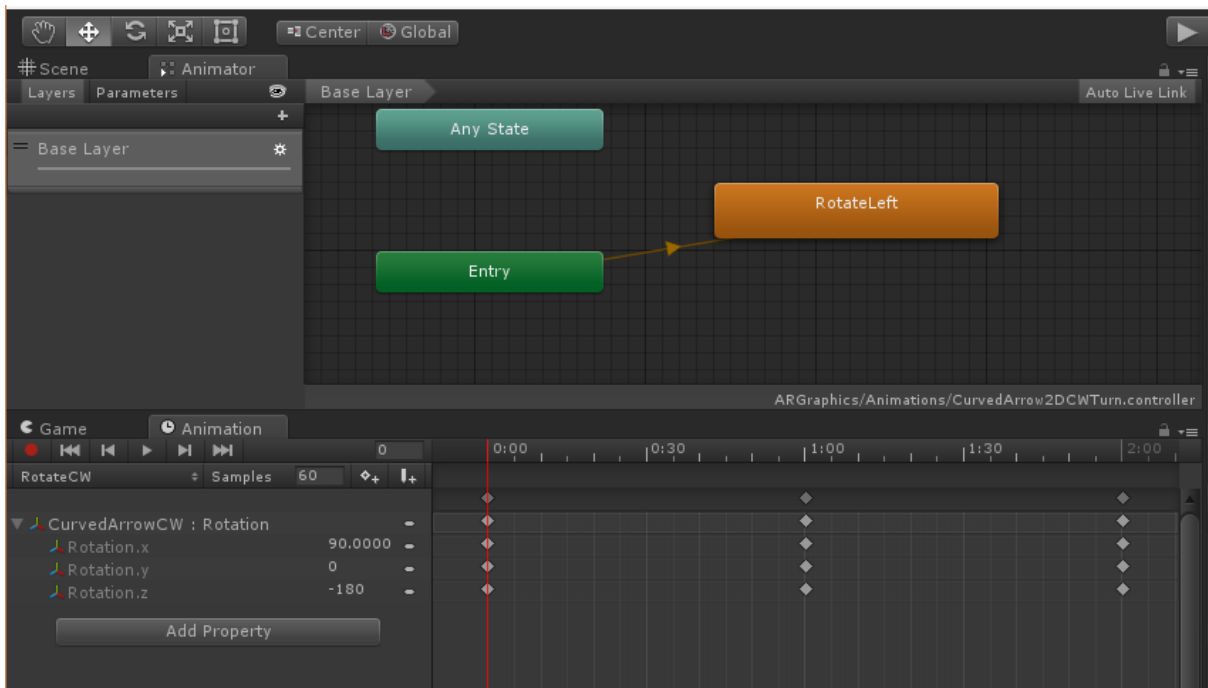 Center Global
Scene Animator
Layers Parameters Base Layer Auto Live Link
Any State
Base Layer
RotateLeft
Entry
ARGraphics/Animations/CurvedArrow2DCWTurn.controller
Game Animation
0 0:00 0:30 1:00 1:30 2:00
RotateCW Samples 60
CurvedArrowCW : Rotation
Rotation.x 90.0000
Rotation.y 0
Rotation.z -180
Add Property